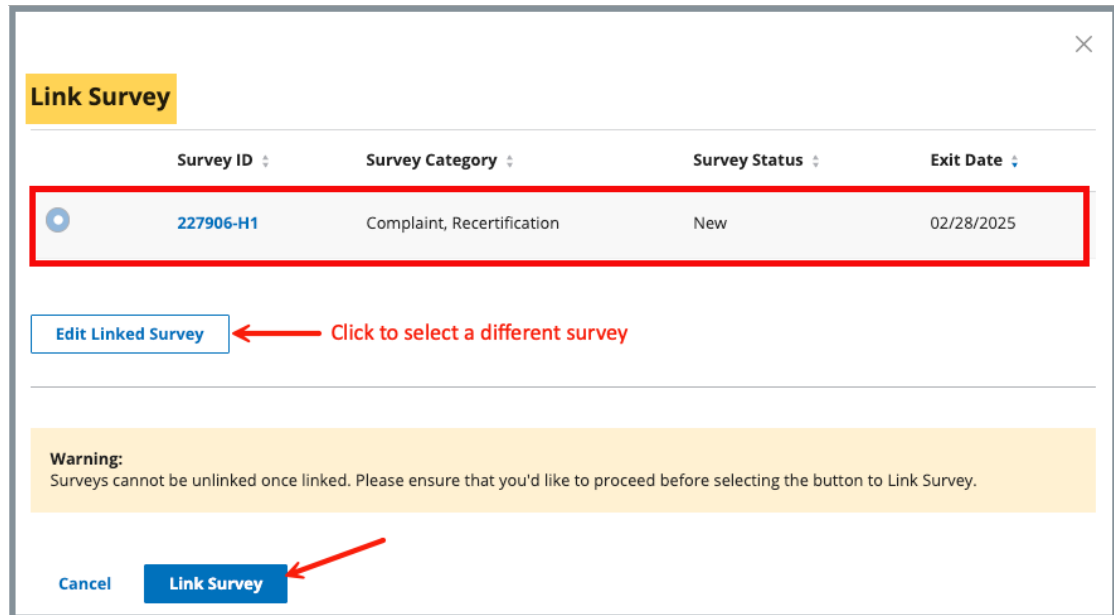 Link Survey
Survey ID Survey Category Survey Status Exit Date
227906-H1 Complaint, Recertification New 02/28/2025
Edit Linked Survey Click to select a different survey
Warning:
Surveys cannot be unlinked once linked. Please ensure that you'd like to proceed before selecting the button to Link Survey.
Cancel Link Survey